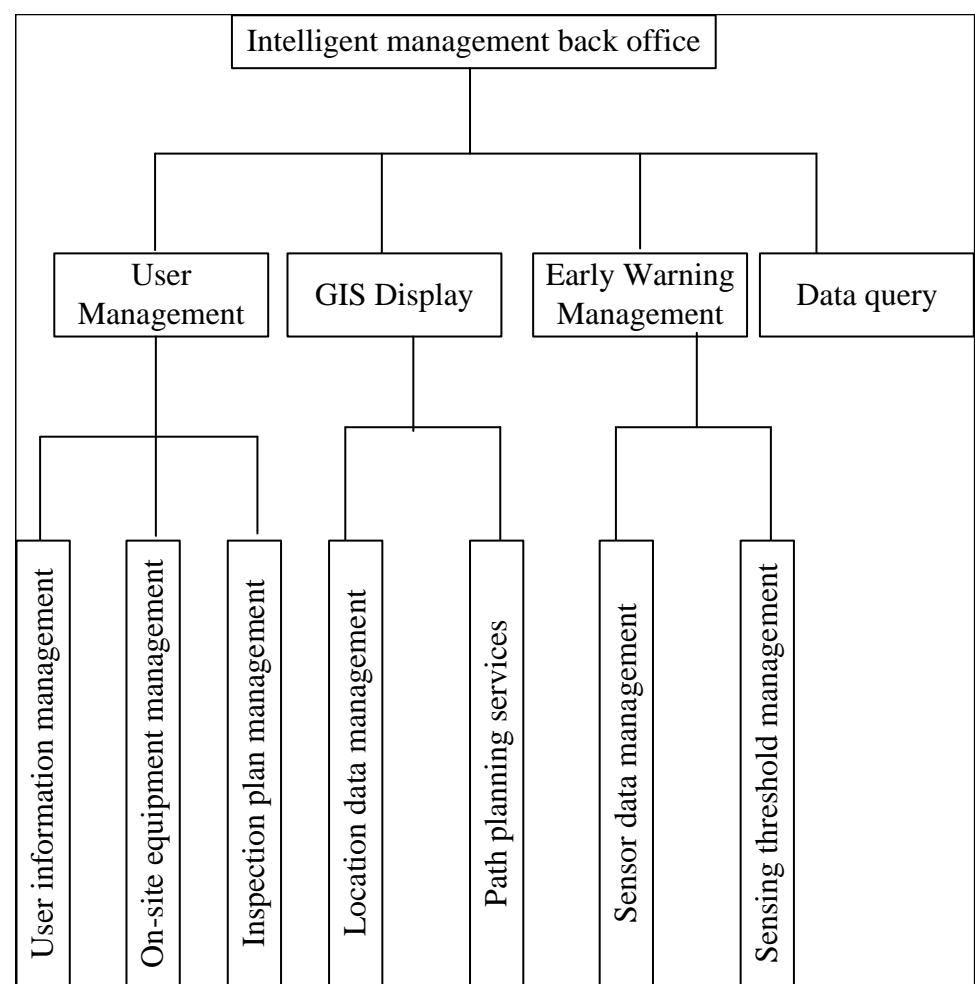 Intelligent management back office
User
Management
GIS Display
Early Warning
Management
Data query
User information management
On-site equipment management
Inspection plan management
Location data management
Path planning services
Sensor data management
Sensing threshold management